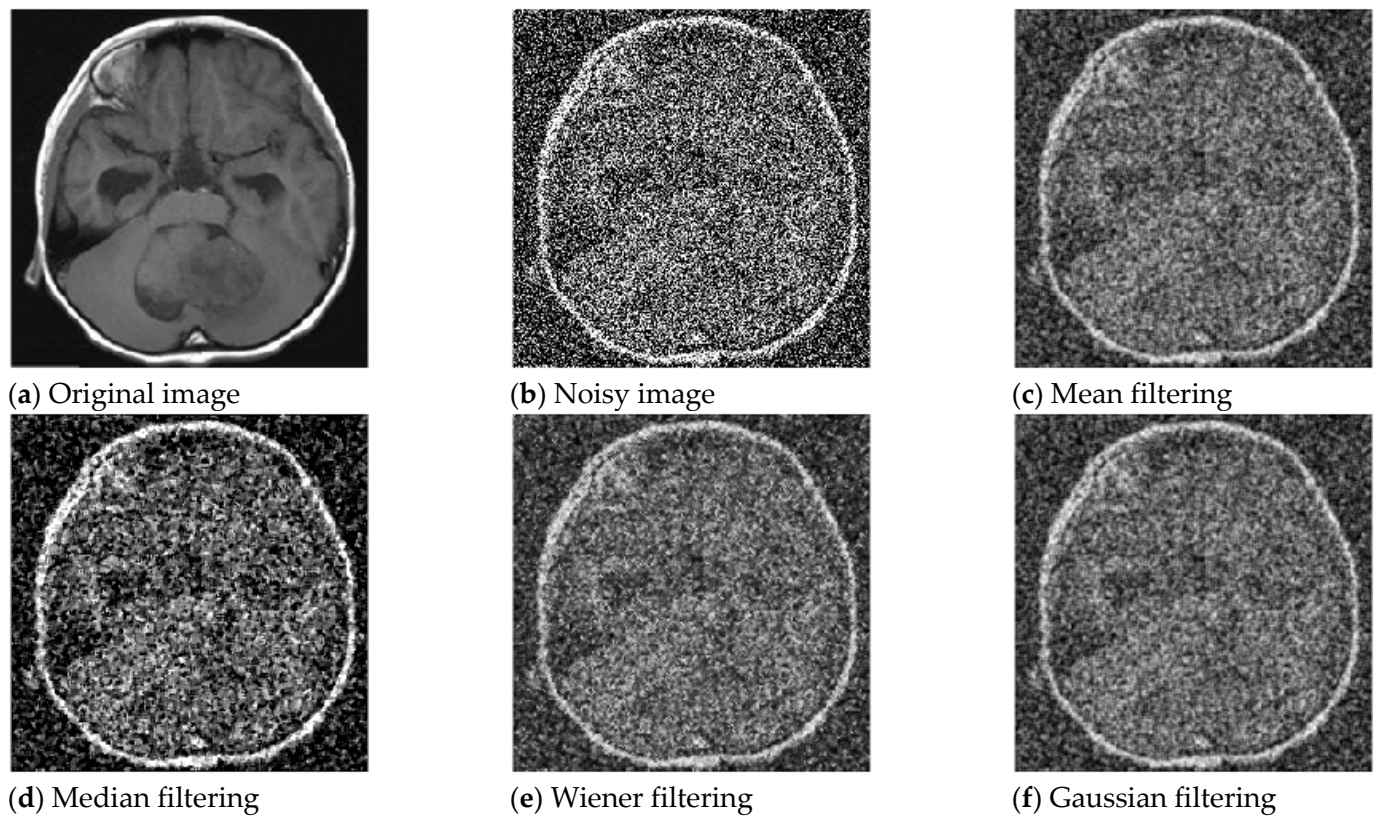 (a) Original image
(b) Noisy image
(c) Mean filtering
(d) Median filtering
(e) Wiener filtering
(f) Gaussian filtering